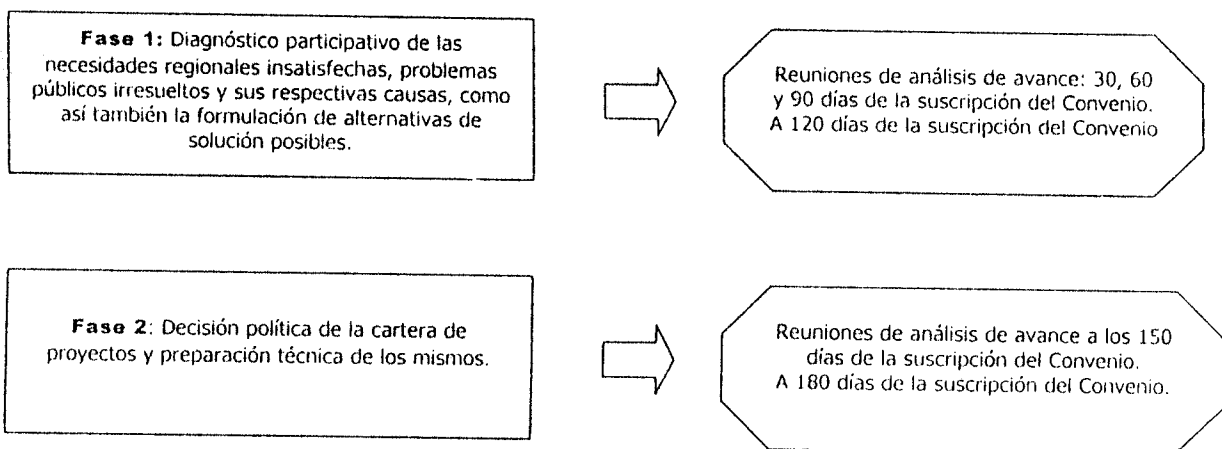 Fase 1: Diagnóstico participativo de las
necesidades regionales insatisfechas, problemas
públicos irresueltos y sus respectivas causas, como
así también la formulación de alternativas de
solución posibles.
Reuniones de análisis de avance: 30, 60
y 90 días de la suscripción del Convenio.
A 120 días de la suscripción del Convenio
Fase 2: Decisión política de la cartera de
proyectos y preparación técnica de los mismos.
Reuniones de análisis de avance a los 150
días de la suscripción del Convenio.
A 180 días de la suscripción del Convenio.